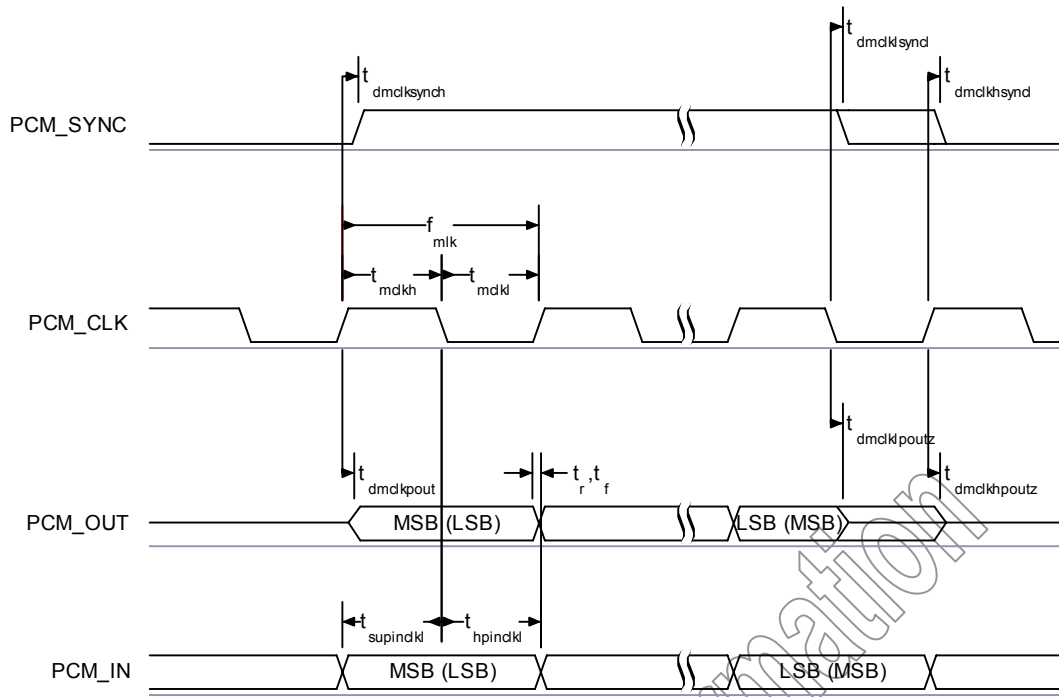 t dmclklsyncl
t dmclksynch
t dmclkhsyncl
PCM_SYNC
f mlk
t mclkh
t mclkl
PCM_CLK
t dmclklpoutz
t dmclkpout
t r ,t f
t dmclkhpoutz
PCM_OUT
MSB (LSB)
LSB (MSB)
t supinclkl
t hpinclkl
PCM_IN
MSB (LSB)
LSB (MSB)
rmation